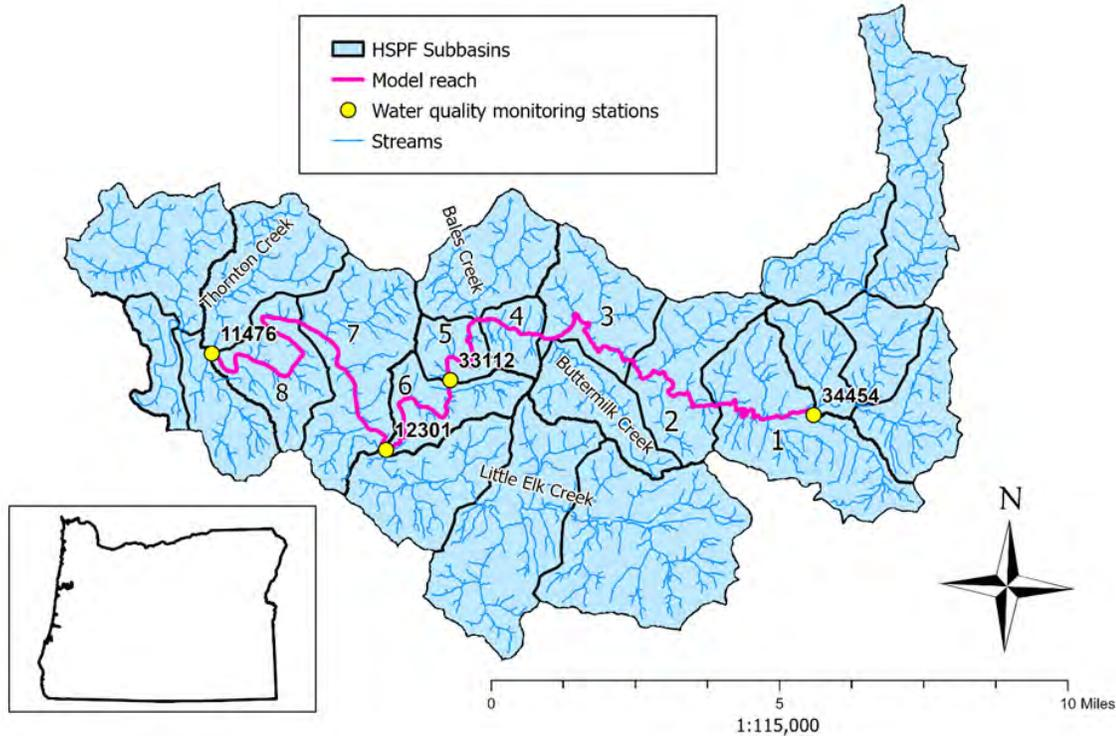 HSPF Subbasins
Model reach
Water quality monitoring stations
Streams
Thornton Creek
Bales Creek
11476
7
5
4
3
33112
8
6
Buttermilk Creek
34454
12301
2
1
Little Elk Creek
N
0
5
10 Miles
1:115,000